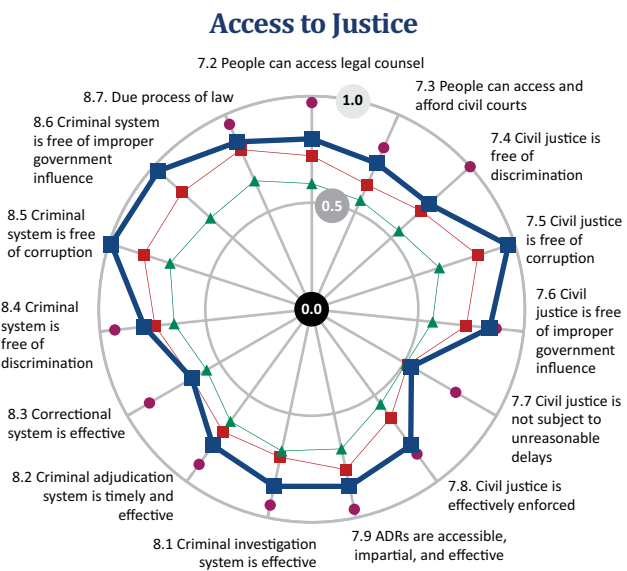 Access to Justice
7.2 People can access legal counsel
7.3 People can access and
afford civil courts
7.4 Civil justice is
free of
discrimination
7.5 Civil justice
is free of
corruption
7.6 Civil
justice is free
of improper
government
influence
7.7 Civil justice is
not subject to
unreasonable
delays
7.8. Civil justice is
effectively enforced
7.9 ADRs are accessible,
impartial, and effective
8.1 Criminal investigation
system is effective
8.2 Criminal adjudication
system is timely and
effective
8.3 Correctional
system is effective
8.4 Criminal
system is
free of
discrimination
8.5 Criminal
system is free
of corruption
8.6 Criminal system
is free of improper
government
influence
8.7. Due process of law
1.0
0.5
0.0